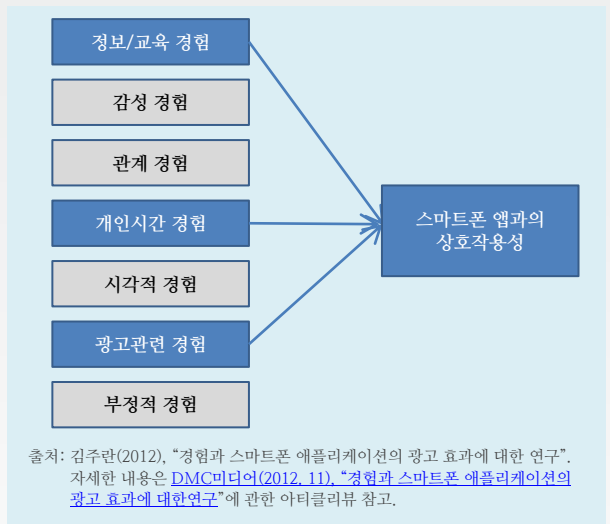 정보/교육 경험
감성 경험
관계 경험
개인시간 경험
스마트폰 앱과의
상호작용성
시각적 경험
광고관련 경험
부정적 경험
출처: 김주란(2012), “경험과 스마트폰 애플리케이션의 광고 효과에 대한 연구”.
자세한 내용은 DMC미디어(2012. 11), “경험과 스마트폰 애플리케이션의
광고 효과에 대한연구”에 관한 아티클리뷰 참고.